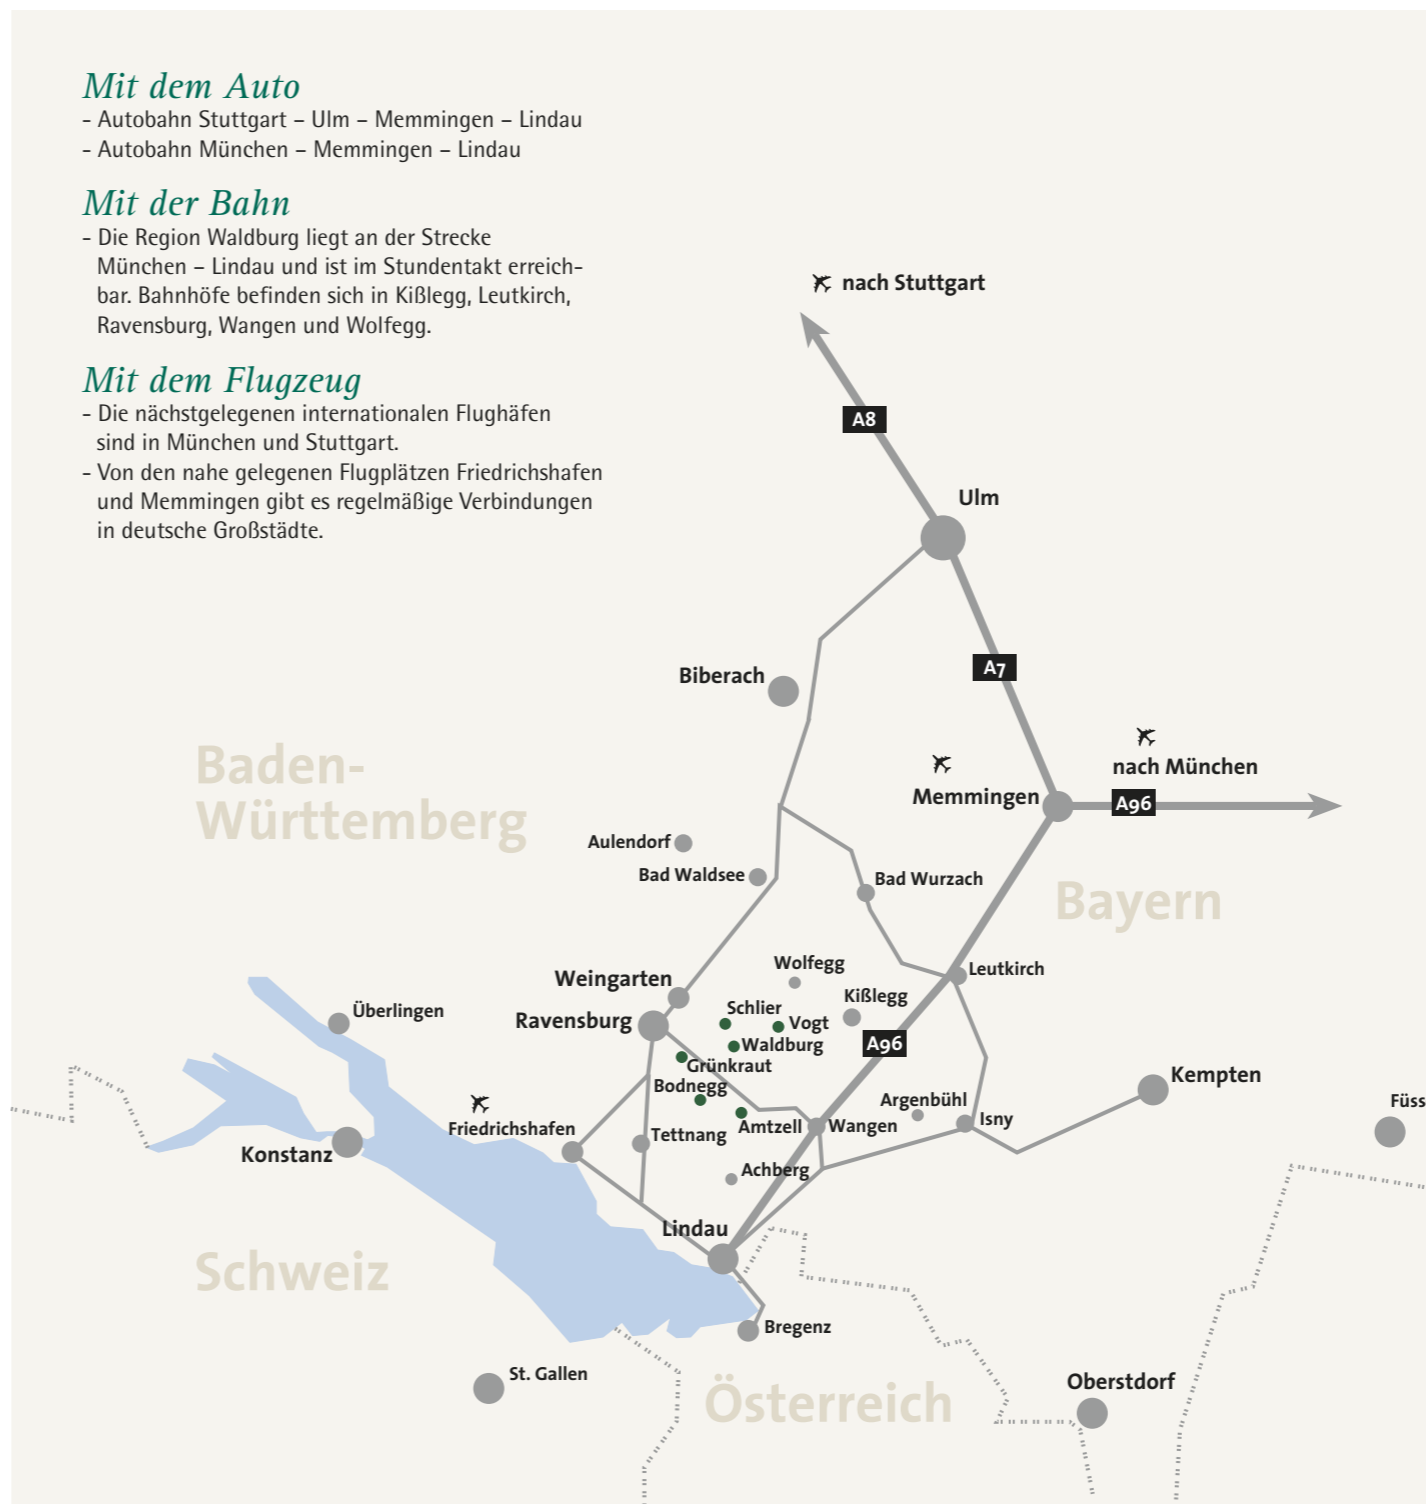 Mit dem Auto
- Autobahn Stuttgart – Ulm – Memmingen – Lindau
- Autobahn München – Memmingen – Lindau
Mit der Bahn
- Die Region Waldburg liegt an der Strecke
München – Lindau und ist im Stundentakt erreich-
bar. Bahnhöfe befinden sich in Kißlegg, Leutkirch,
Ravensburg, Wangen und Wolfegg.
Mit dem Flugzeug
- Die nächstgelegenen internationalen Flughäfen
sind in München und Stuttgart.
- Von den nahe gelegenen Flugplätzen Friedrichshafen
und Memmingen gibt es regelmäßige Verbindungen
in deutsche Großstädte.
nach Stuttgart
A8
Ulm
A7
Biberach
Baden-
Württemberg
nach München
Memmingen
A96
Aulendorf
Bad Waldsee
Bad Wurzach
Bayern
Wolfegg
Leutkirch
Weingarten
Kißlegg
Schlier
Überlingen
Ravensburg
Vogt
Waldburg
A96
Grünkraut
Bodnegg
Kempten
Argenbühl
Füss
Friedrichshafen
Amtzell
Wangen
Isny
Tettnang
Konstanz
Achberg
Lindau
Schweiz
Bregenz
St. Gallen
Oberstdorf
Österreich